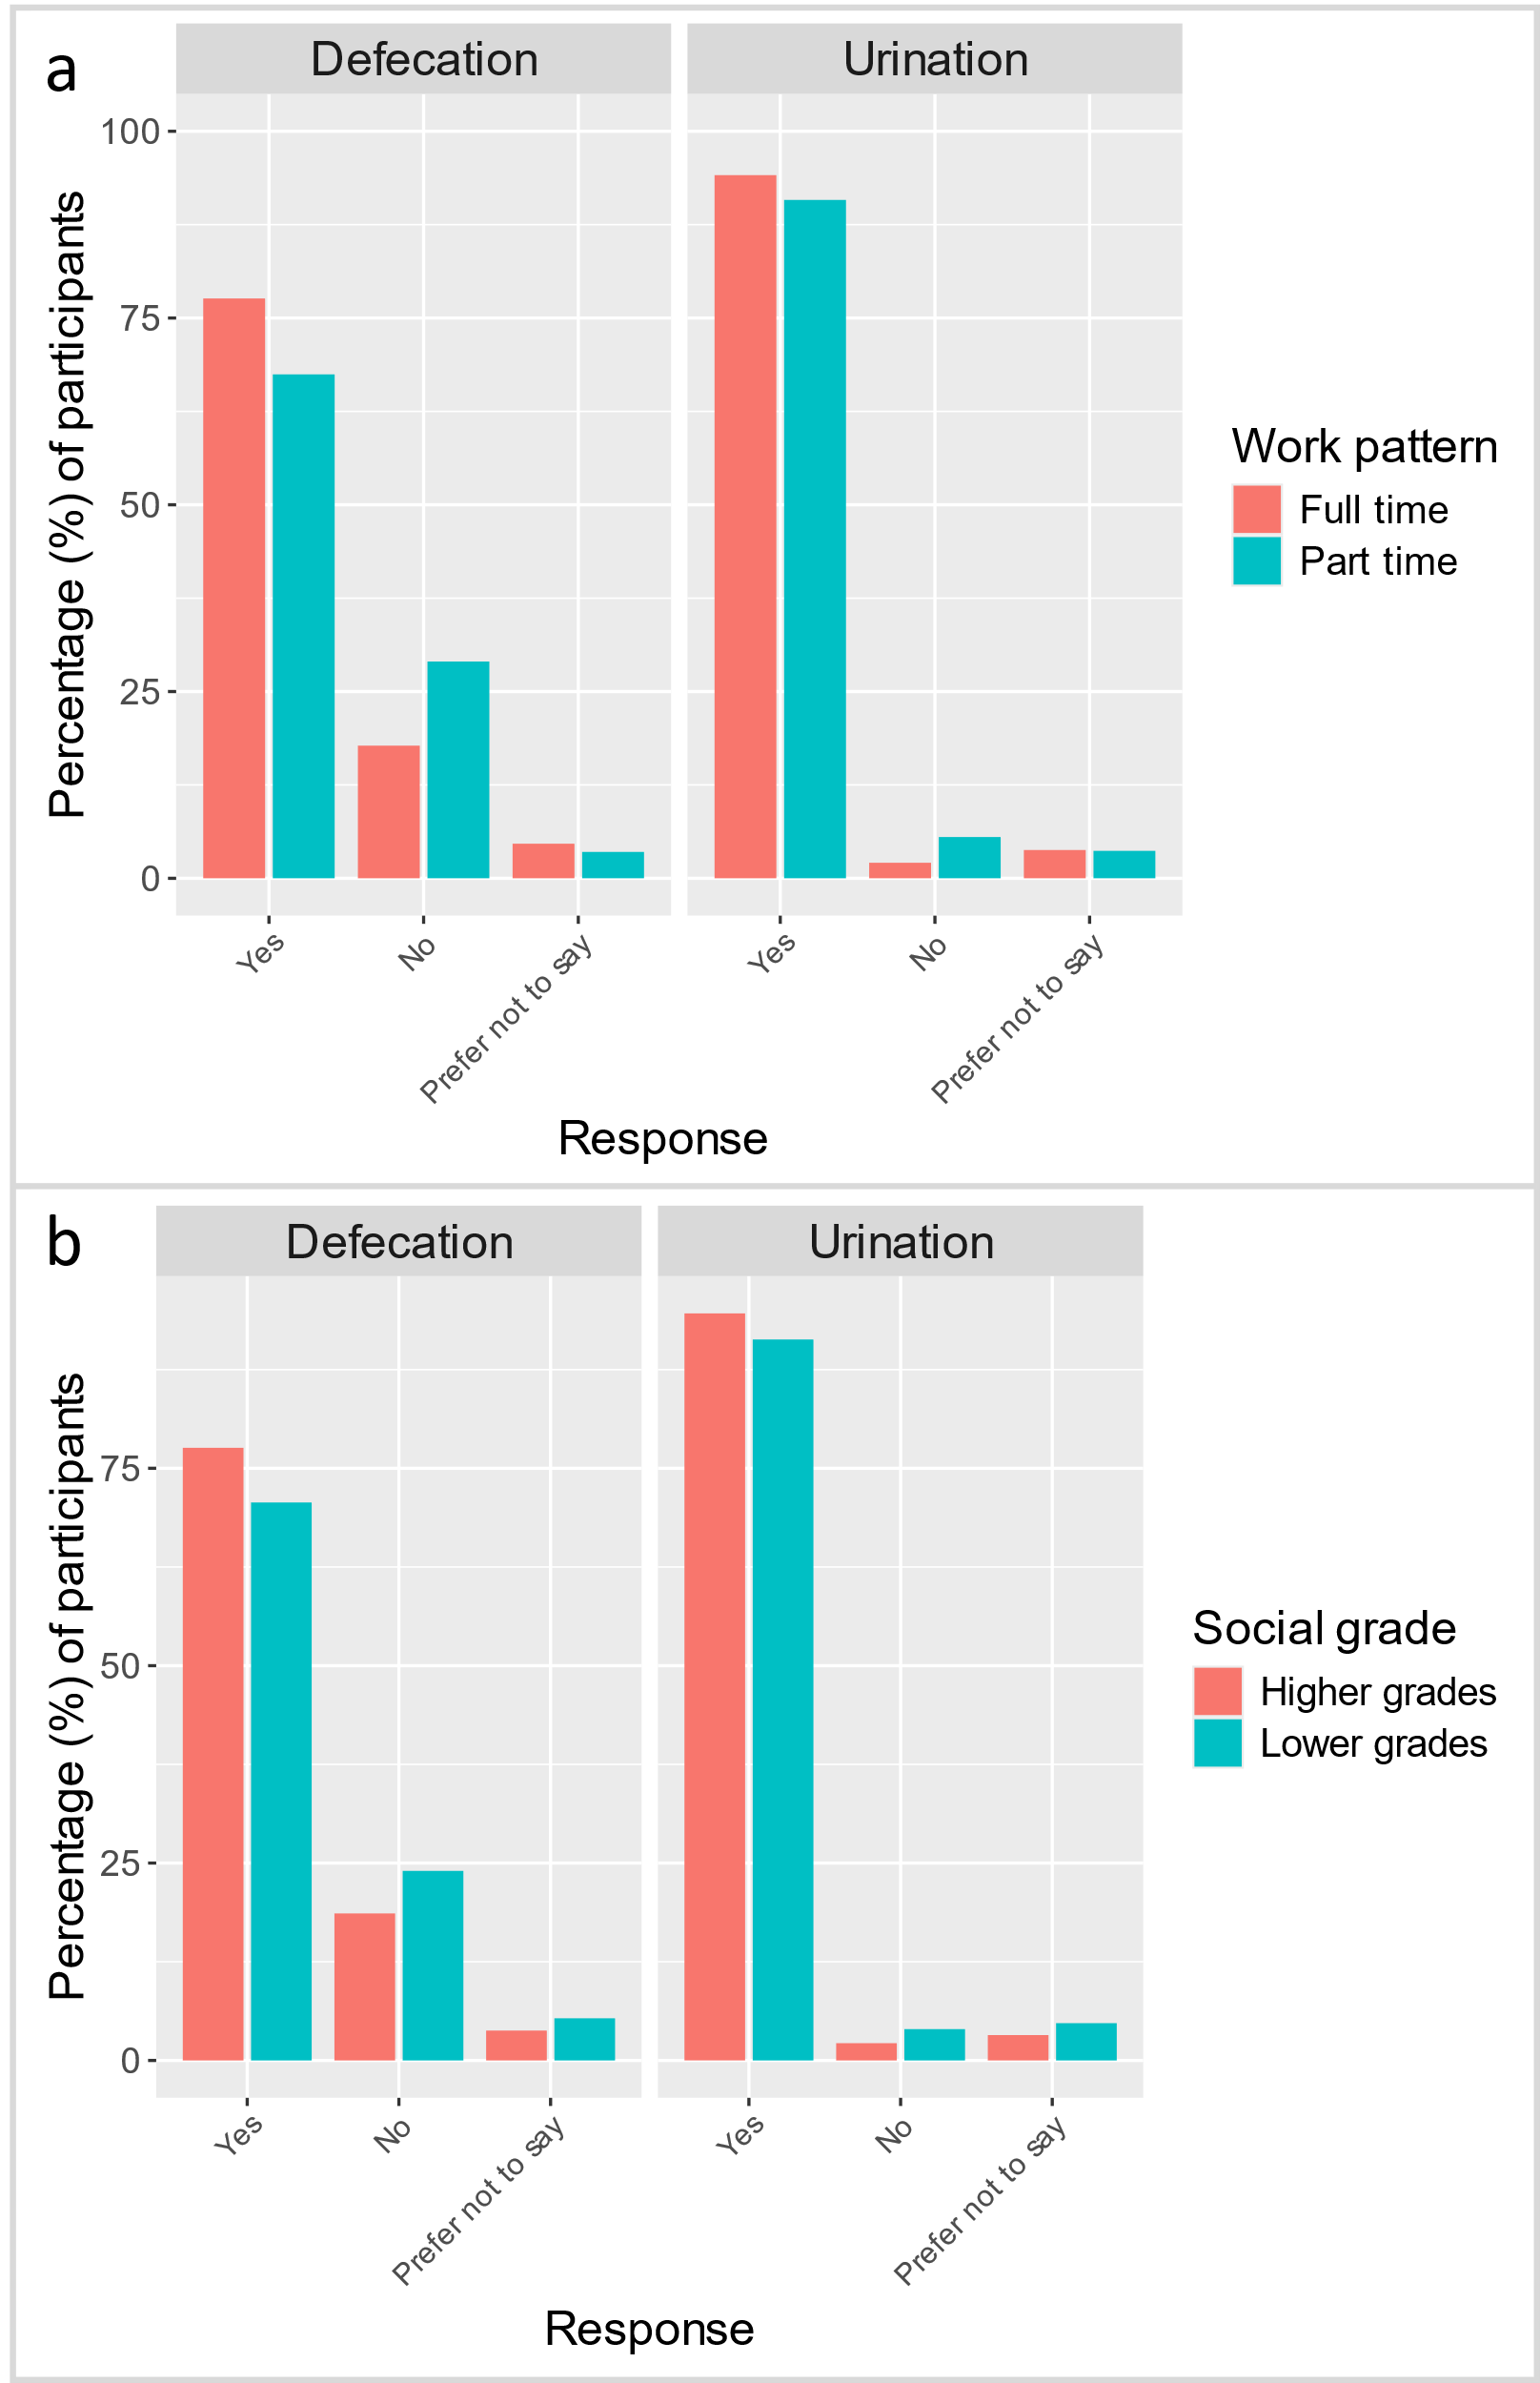 a
Defecation
Urination
100
75
50
25
0
Percentage (%) of participants
Yes
No
Prefer not to say
Yes
No
Prefer not to say
Response
Work pattern
Full time
Part time
b
Defecation
Urination
75
50
25
0
Percentage (%) of participants
Yes
No
Prefer not to say
Yes
No
Prefer not to say
Response
Social grade
Higher grades
Lower grades